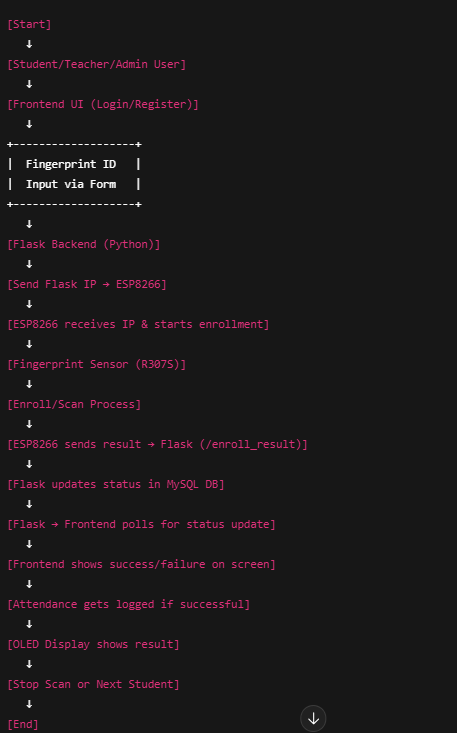 [Start]
↓
[Student/Teacher/Admin User]
↓
[Frontend UI (Login/Register)]
↓
+-------------------+
|  Fingerprint ID   |
|  Input via Form   |
+-------------------+
↓
[Flask Backend (Python)]
↓
[Send Flask IP → ESP8266]
↓
[ESP8266 receives IP & starts enrollment]
↓
[Fingerprint Sensor (R307S)]
↓
[Enroll/Scan Process]
↓
[ESP8266 sends result → Flask (/enroll_result)]
↓
[Flask updates status in MySQL DB]
↓
[Flask → Frontend polls for status update]
↓
[Frontend shows success/failure on screen]
↓
[Attendance gets logged if successful]
↓
[OLED Display shows result]
↓
[Stop Scan or Next Student]
↓
[End]